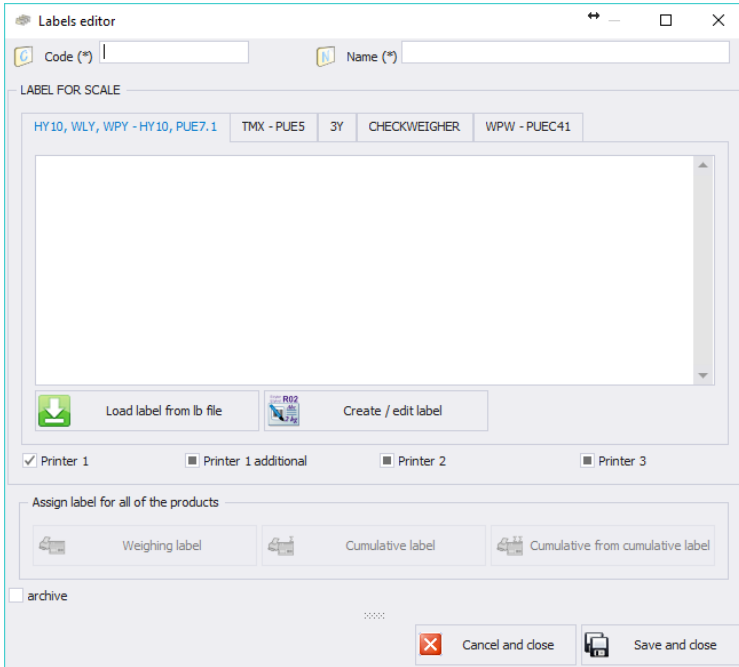 Labels editor
C Code (*) N Name (*)
LABEL FOR SCALE
HY10, WLY, WPY - HY10, PUE7.1 TMX - PUE5 3Y CHECKWEIGHER WPW - PUEC41
R02
Load label from lb file Create / edit label
Printer 1 Printer 1 additional Printer 2 Printer 3
Assign label for all of the products
Weighing label Cumulative label Cumulative from cumulative label
archive
Cancel and close Save and close